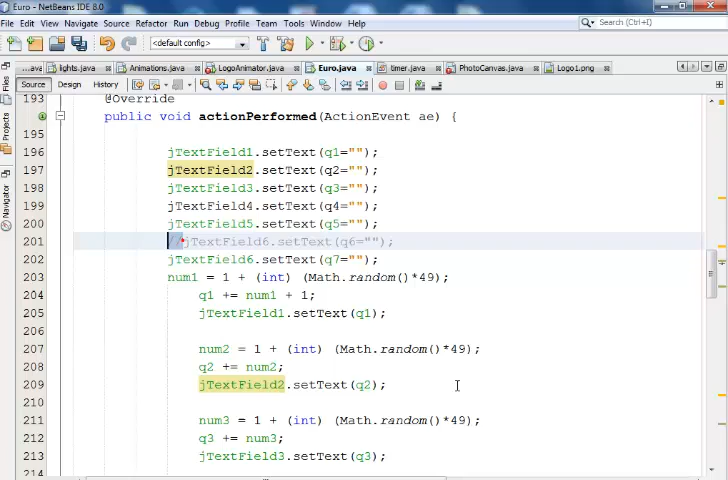 Euro - NetBeans IDE 8.0
File Edit View Navigate Source Refactor Run Debug Profile Team Tools Window Help
Search (Ctrl+I)
<default config>
...ava lights.java Animations.java LogoAnimator.java Euro.java timer.java PhotoCanvas.java Logo1.png
Source Design History
Files
Projects
Navigator
193 @Override
public void actionPerformed(ActionEvent ae) {
195
196 jTextField1.setText(q1="");
197 jTextField2.setText(q2="");
198 jTextField3.setText(q3="");
199 jTextField4.setText(q4="");
200 jTextField5.setText(q5="");
201 //jTextField6.setText(q6="");
202 jTextField6.setText(q7="");
203 num1 = 1 + (int) (Math.random()*49);
204 q1 += num1 + 1;
205 jTextField1.setText(q1);
206
207 num2 = 1 + (int) (Math.random()*49);
208 q2 += num2;
209 jTextField2.setText(q2);
210
211 num3 = 1 + (int) (Math.random()*49);
212 q3 += num3;
213 jTextField3.setText(q3);
214